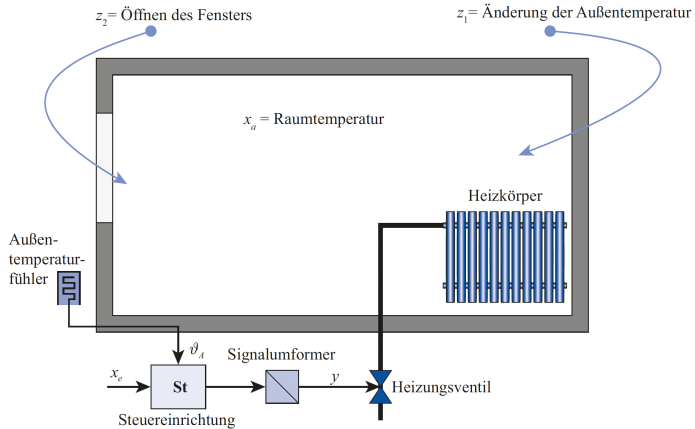 z₂= Öffnen des Fensters
z₁= Änderung der Außentemperatur
xₐ = Raumtemperatur
Heizkörper
Außen-
temperatur-
fühler
ϑ_A
Signalumformer
xₑ
St
y
Heizungsventil
Steuereinrichtung